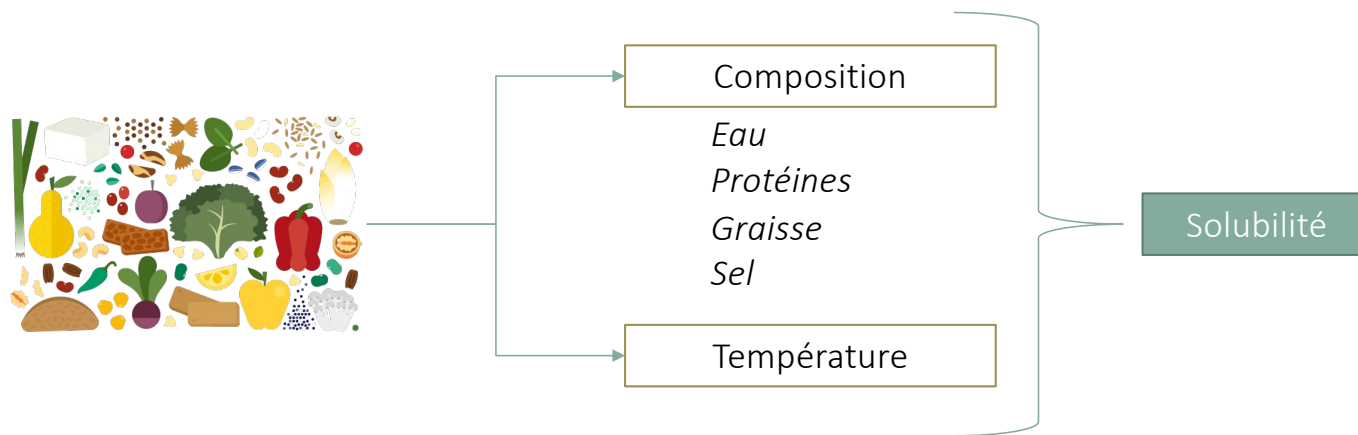 Composition
Eau
Protéines
Graisse
Sel
Température
Solubilité